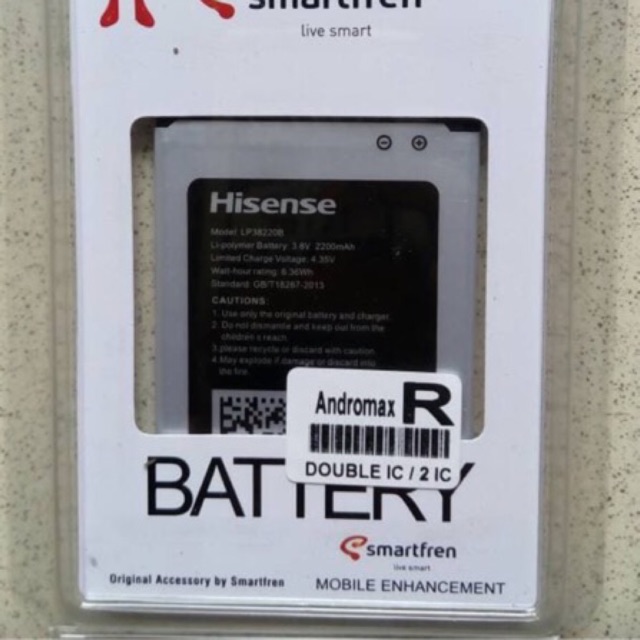 smartfren
live smart
Hisense
Model: LP38220B
Li-polymer Battery: 3.8V 2200mAh
Limited Charge Voltage: 4.35V
Watt-hour rating: 8.36Wh
Standard: GB/T18287-2013
CAUTIONS:
1. Use only the original battery and charger.
2. Do not dismantle and keep out from the
children s reach.
3.please recycle or discard with caution.
4 May explode if damage or discard into
the fire.
Andromax R
DOUBLE IC / 2 IC
BATTERY
smartfren
live smart
Original Accessory by Smartfren
MOBILE ENHANCEMENT